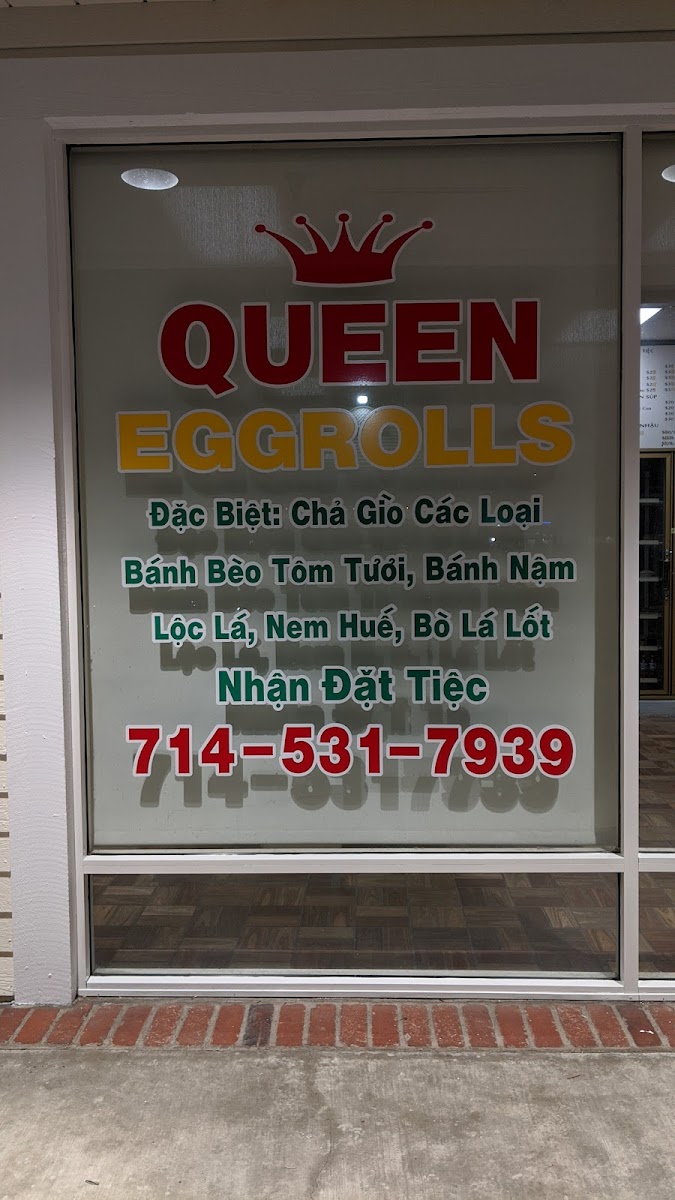 QUEEN
EGGROLLS
Đặc Biệt: Chả Giò Các Loại
Bánh Bèo Tôm Tươi, Bánh Nậm
Lộc Lá, Nem Huế, Bò Lá Lốt
Nhận Đặt Tiệc
714-531-7939